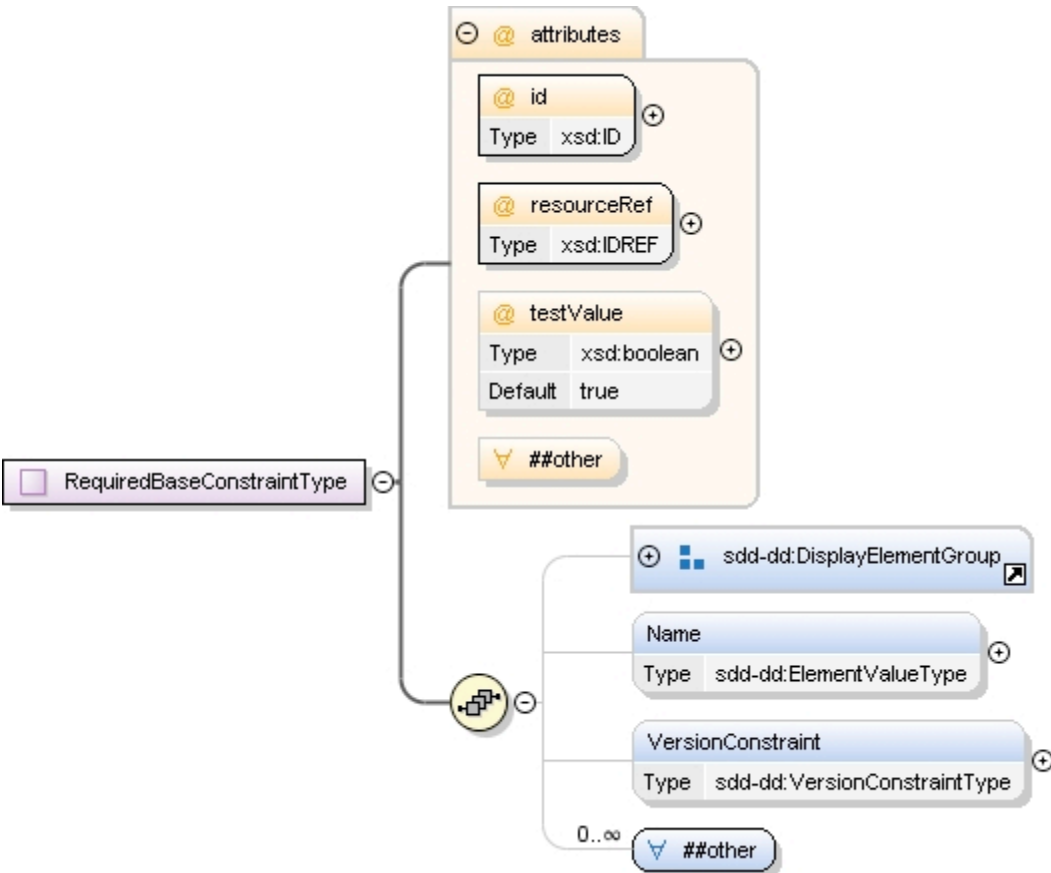 @ attributes
@ id
Type xsd:ID
@ resourceRef
Type xsd:IDREF
@ testValue
Type xsd:boolean
Default true
∀ ##other
RequiredBaseConstraintType
sdd-dd:DisplayElementGroup
Name
Type sdd-dd:ElementValueType
VersionConstraint
Type sdd-dd:VersionConstraintType
0..∞
∀ ##other